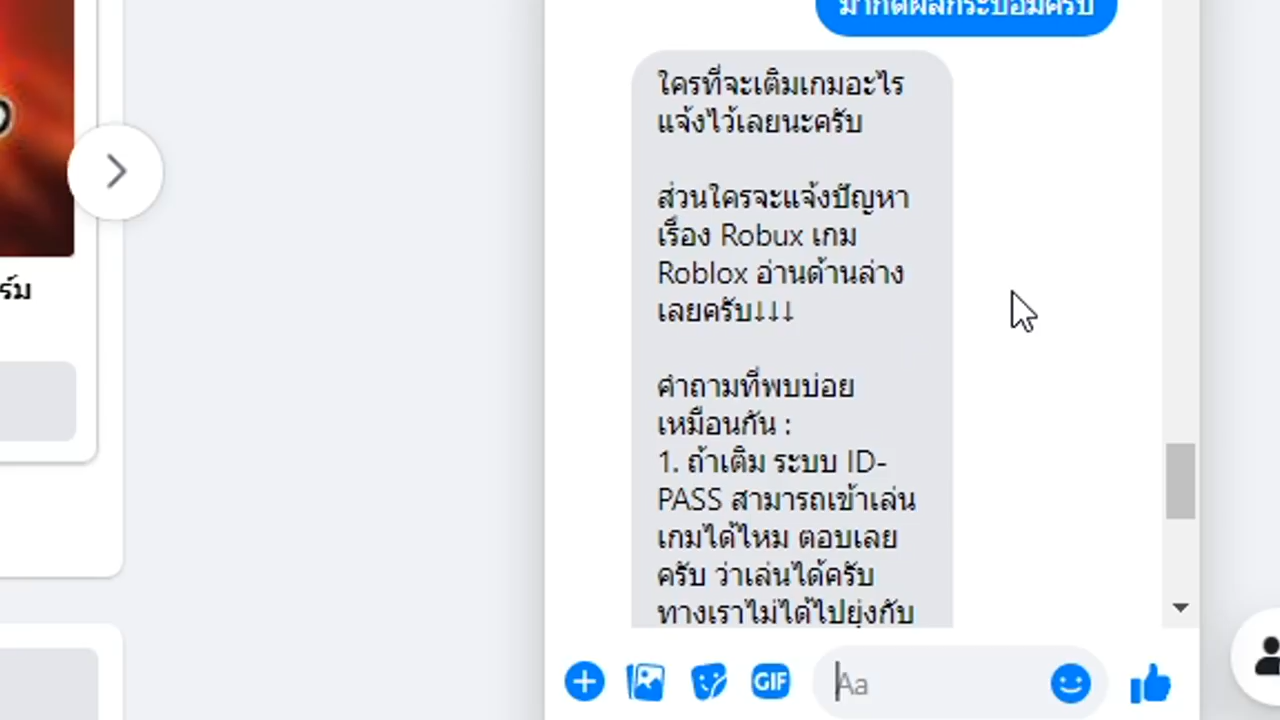 มากดผิดกระป๋องครับ
ใครที่จะเติมเกมอะไร
แจ้งไว้เลยนะครับ
ส่วนใครจะแจ้งปัญหา
เรื่อง Robux เกม
Roblox อ่านด้านล่าง
เลยครับ↓↓↓
ร์ม
คำถามที่พบบ่อย
เหมือนกัน :
1. ถ้าเติม ระบบ ID-
PASS สามารถเข้าเล่น
เกมได้ไหม ตอบเลย
ครับ ว่าเล่นได้ครับ
ทางเราไม่ได้ไปยุ่งกับ
GIF
Aa